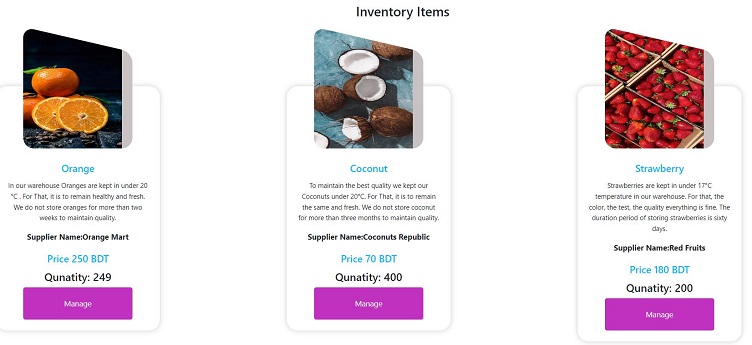 Inventory Items
Orange
In our warehouse Oranges are kept in under 20
°C . For That, it is to remain healthy and fresh.
We do not store oranges for more than two
weeks to maintain quality.
Supplier Name:Orange Mart
Price 250 BDT
Qunatity: 249
Manage
Coconut
To maintain the best quality we kept our
Coconuts under 20°C. For That, it is to remain
the same and fresh. We do not store coconut
for more than three months to maintain quality.
Supplier Name:Coconuts Republic
Price 70 BDT
Qunatity: 400
Manage
Strawberry
Strawberries are kept in under 17°C
temperature in our warehouse. For that, the
color, the test, the quality everything is fine. The
duration period of storing strawberries is sixty
days.
Supplier Name:Red Fruits
Price 180 BDT
Qunatity: 200
Manage